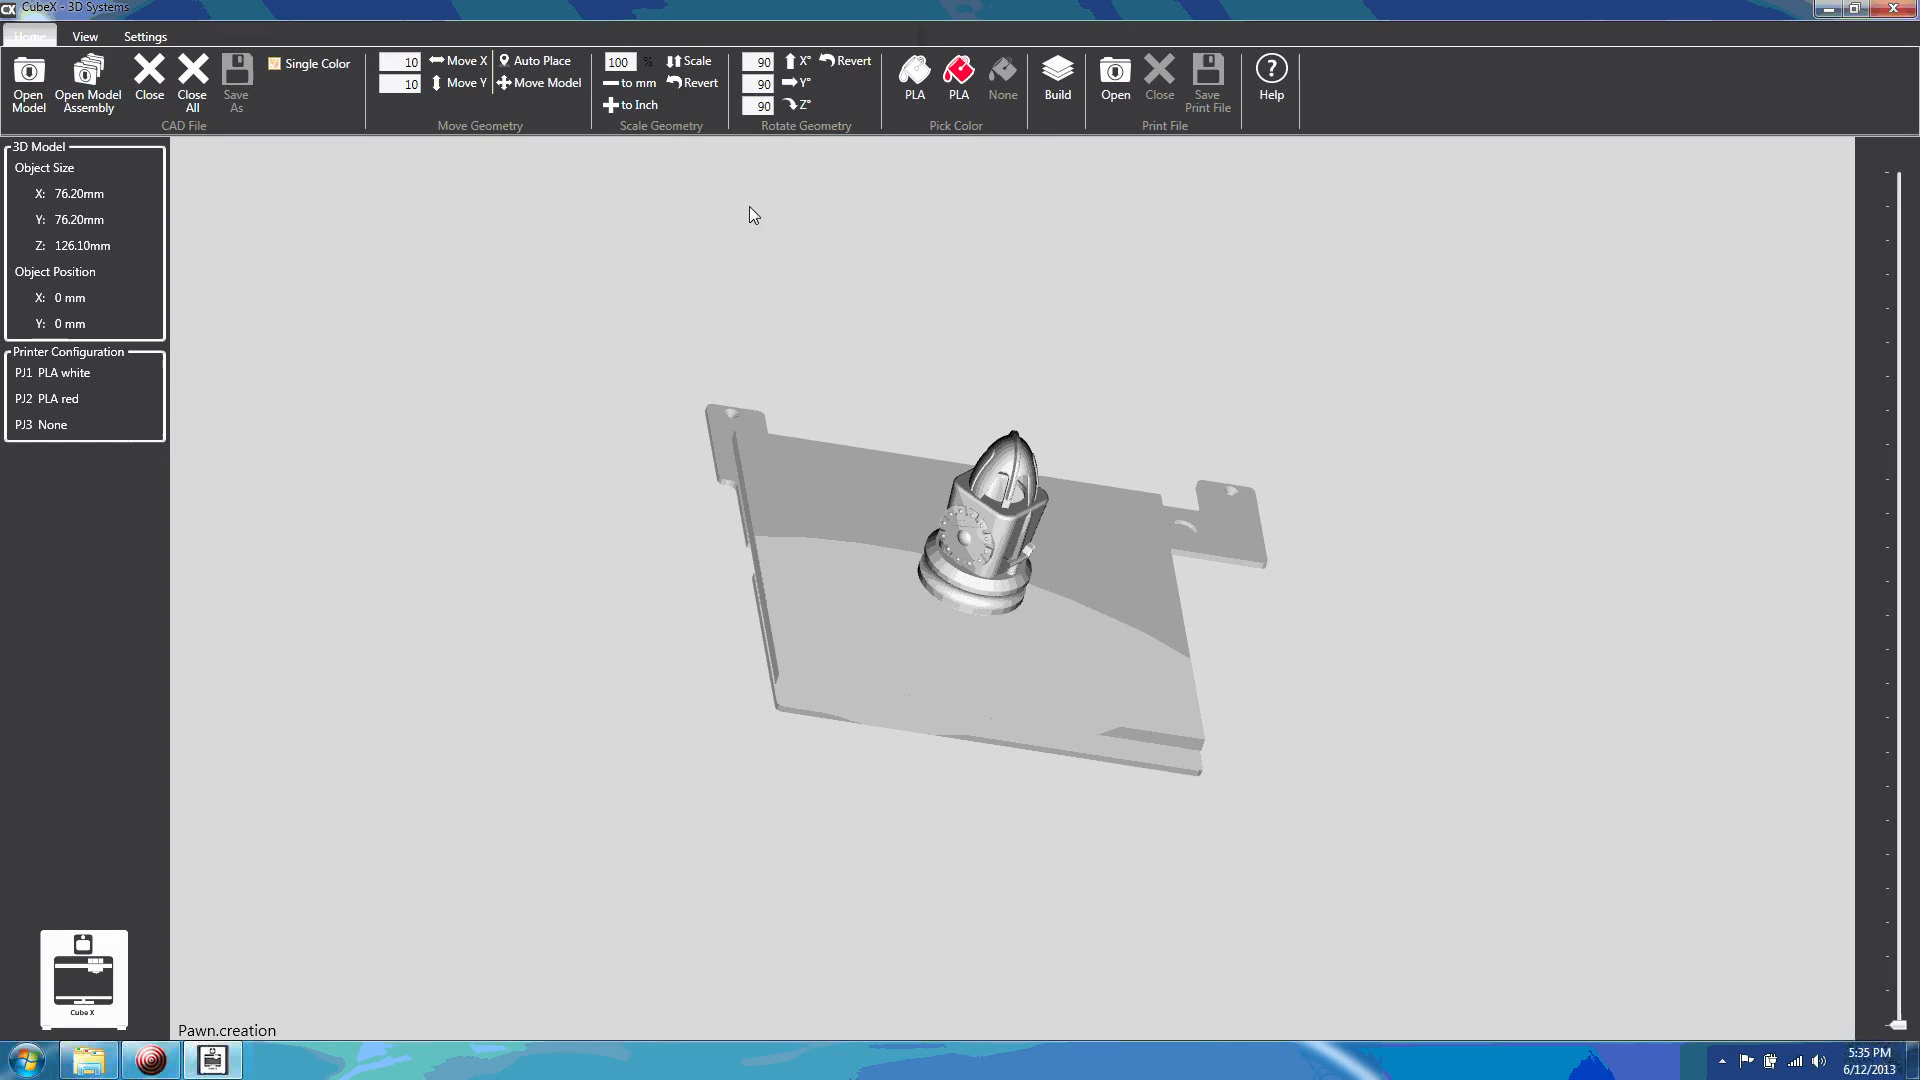 CX CubeX - 3D Systems
Home View Settings
Open Model
Open Model Assembly
Close
Close All
Save As
Single Color
CAD File
10 Move X
10 Move Y
Auto Place
Move Model
Move Geometry
100 % Scale
to mm Revert
to Inch
Scale Geometry
90 X° Revert
90 Y°
90 Z°
Rotate Geometry
PLA
PLA
None
Pick Color
Build
Open
Close
Save Print File
Print File
? Help
3D Model
Object Size
X: 76.20mm
Y: 76.20mm
Z: 126.10mm
Object Position
X: 0 mm
Y: 0 mm
Printer Configuration
PJ1 PLA white
PJ2 PLA red
PJ3 None
Cube X
Pawn.creation
5:35 PM
6/12/2013